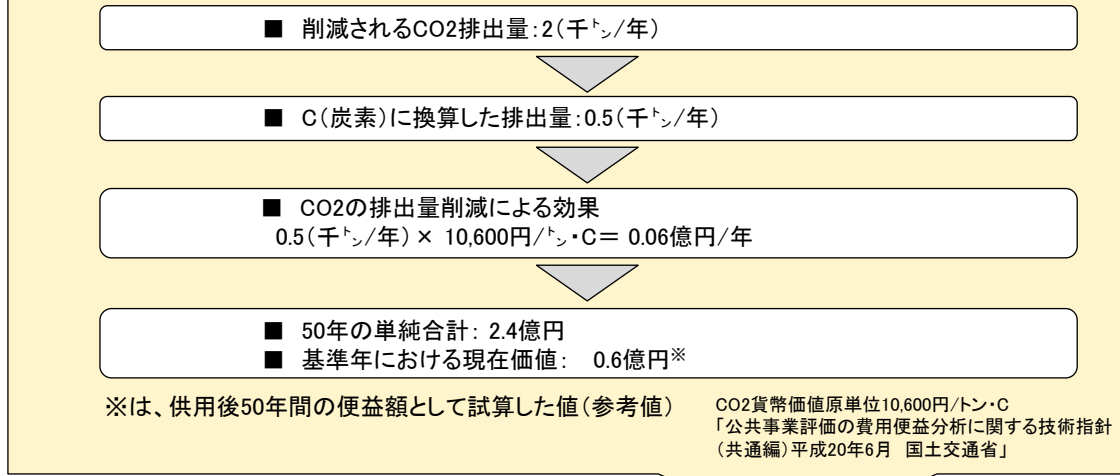 ■ 削減されるCO2排出量:2(千㌧/年)
■ C(炭素)に換算した排出量:0.5(千㌧/年)
■ CO2の排出量削減による効果
0.5(千㌧/年)× 10,600円/㌧・C= 0.06億円/年
■ 50年の単純合計: 2.4億円
■ 基準年における現在価値: 0.6億円※
※は、供用後50年間の便益額として試算した値(参考値)
CO2貨幣価値原単位10,600円/トン・C
「公共事業評価の費用便益分析に関する技術指針
(共通編)平成20年6月 国土交通省」